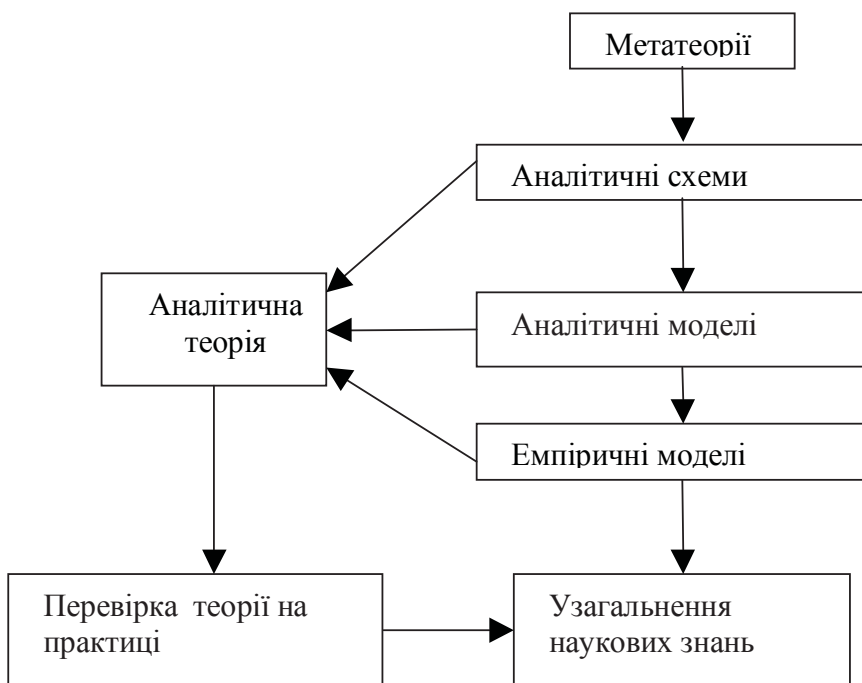 Метатеорії
Аналітичні схеми
Аналітична
теорія
Аналітичні моделі
Емпіричні моделі
Перевірка теорії на
практиці
Узагальнення
наукових знань